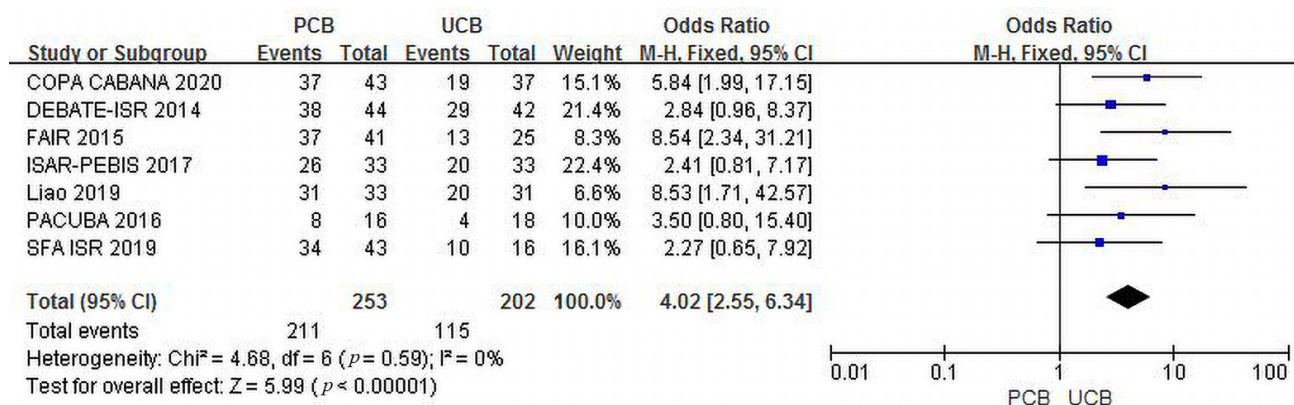 PCB UCB Odds Ratio Odds Ratio
Study or Subgroup Events Total Events Total Weight M-H, Fixed, 95% CI M-H, Fixed, 95% CI
COPA CABANA 2020 37 43 19 37 15.1% 5.84 [1.99, 17.15]
DEBATE-ISR 2014 38 44 29 42 21.4% 2.84 [0.96, 8.37]
FAIR 2015 37 41 13 25 8.3% 8.54 [2.34, 31.21]
ISAR-PEBIS 2017 26 33 20 33 22.4% 2.41 [0.81, 7.17]
Liao 2019 31 33 20 31 6.6% 8.53 [1.71, 42.57]
PACUBA 2016 8 16 4 18 10.0% 3.50 [0.80, 15.40]
SFA ISR 2019 34 43 10 16 16.1% 2.27 [0.65, 7.92]
Total (95% CI) 253 202 100.0% 4.02 [2.55, 6.34]
Total events 211 115
Heterogeneity: Chi² = 4.68, df = 6 (p = 0.59); I² = 0%
Test for overall effect: Z = 5.99 (p < 0.00001)
0.01 0.1 1 10 100
PCB UCB